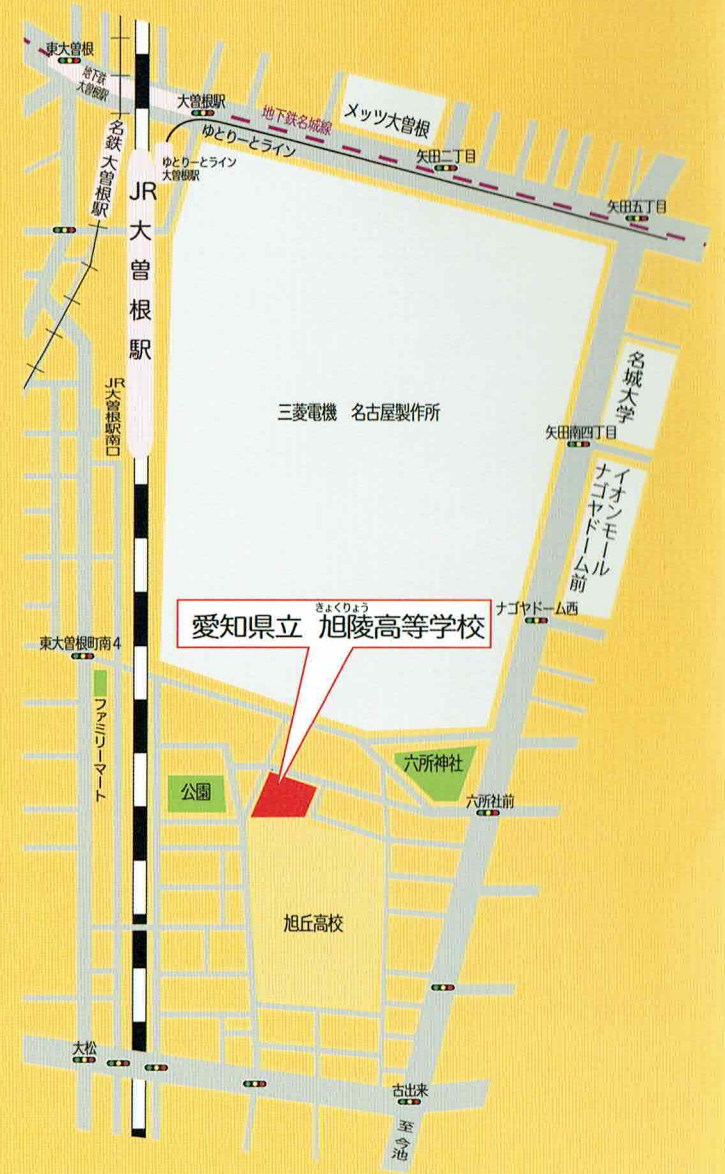 東大曽根
地下鉄
大曽根駅
大曽根駅
地下鉄名城線
メッツ大曽根
ゆとりーとライン
ゆとりーとライン
大曽根駅
矢田二丁目
矢田五丁目
名鉄 大曽根駅
JR大曽根駅
JR大曽根駅南口
三菱電機 名古屋製作所
名城大学
矢田南四丁目
イオンモール
ナゴヤドーム前
ナゴヤドーム西
きょくりょう
愛知県立 旭陵高等学校
東大曽根町南4
ファミリーマート
公園
六所神社
六所社前
旭丘高校
大松
古出来
至 今池